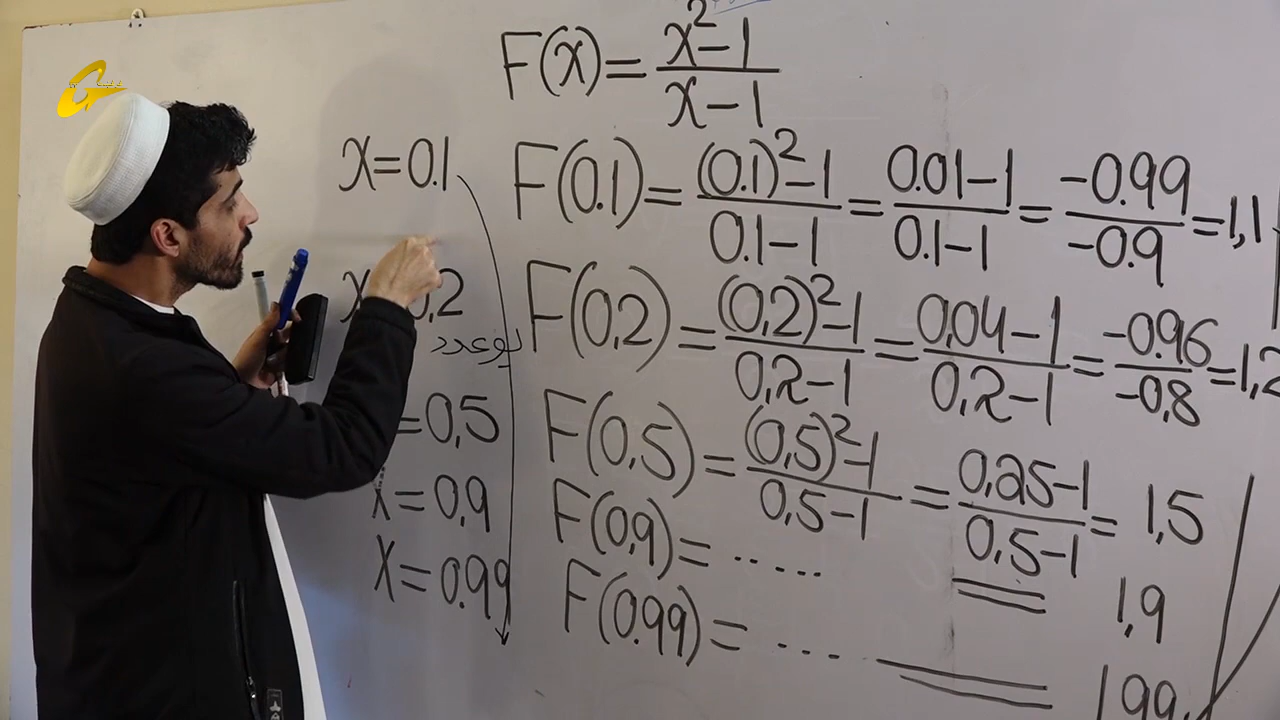 F(x) = x²-1 / x-1
x=0.1 F(0.1) = (0.1)²-1 / 0.1-1 = 0.01-1 / 0.1-1 = -0.99 / -0.9 = 1,1
0,2 F(0,2) = (0,2)²-1 / 0,2-1 = 0,04-1 / 0,2-1 = -0.96 / -0,8 = 1,2
=0,5 F(0,5) = (0,5)²-1 / 0,5-1 = 0,25-1 / 0,5-1 = 1,5
x=0,9 F(0,9) = ..... 1,9
x=0.99 F(0.99) = .... 1,99